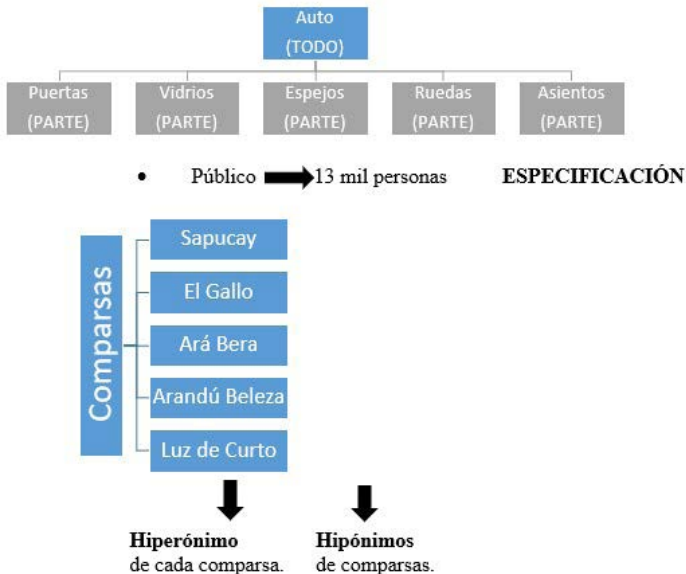 Auto
(TODO)
Puertas
(PARTE)
Vidrios
(PARTE)
Espejos
(PARTE)
Ruedas
(PARTE)
Asientos
(PARTE)
• Público 13 mil personas ESPECIFICACIÓN
Comparsas
Sapucay
El Gallo
Ará Bera
Arandú Beleza
Luz de Curto
Hiperónimo
de cada comparsa.
Hipónimos
de comparsas.